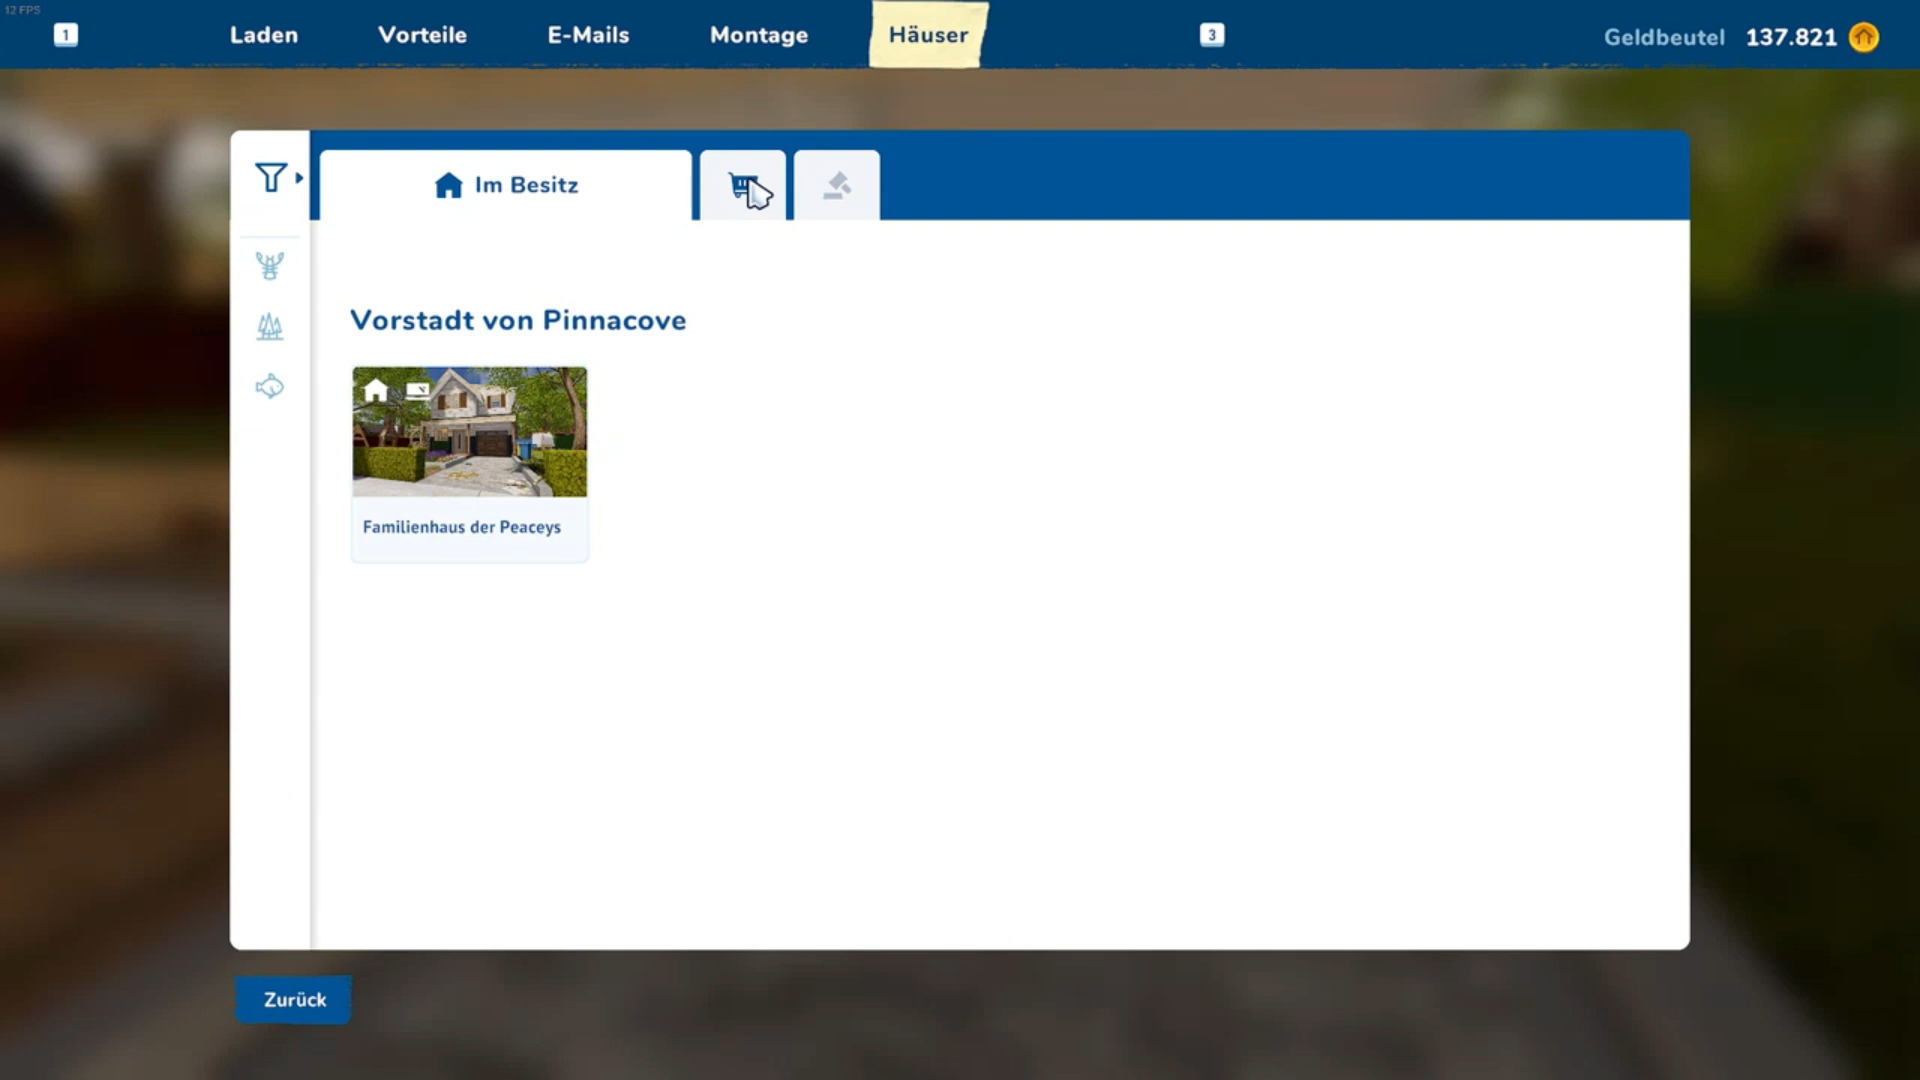 12 FPS
1
Laden
Vorteile
E-Mails
Montage
Häuser
3
Geldbeutel 137.821
Im Besitz
Vorstadt von Pinnacove
Familienhaus der Peaceys
Zurück